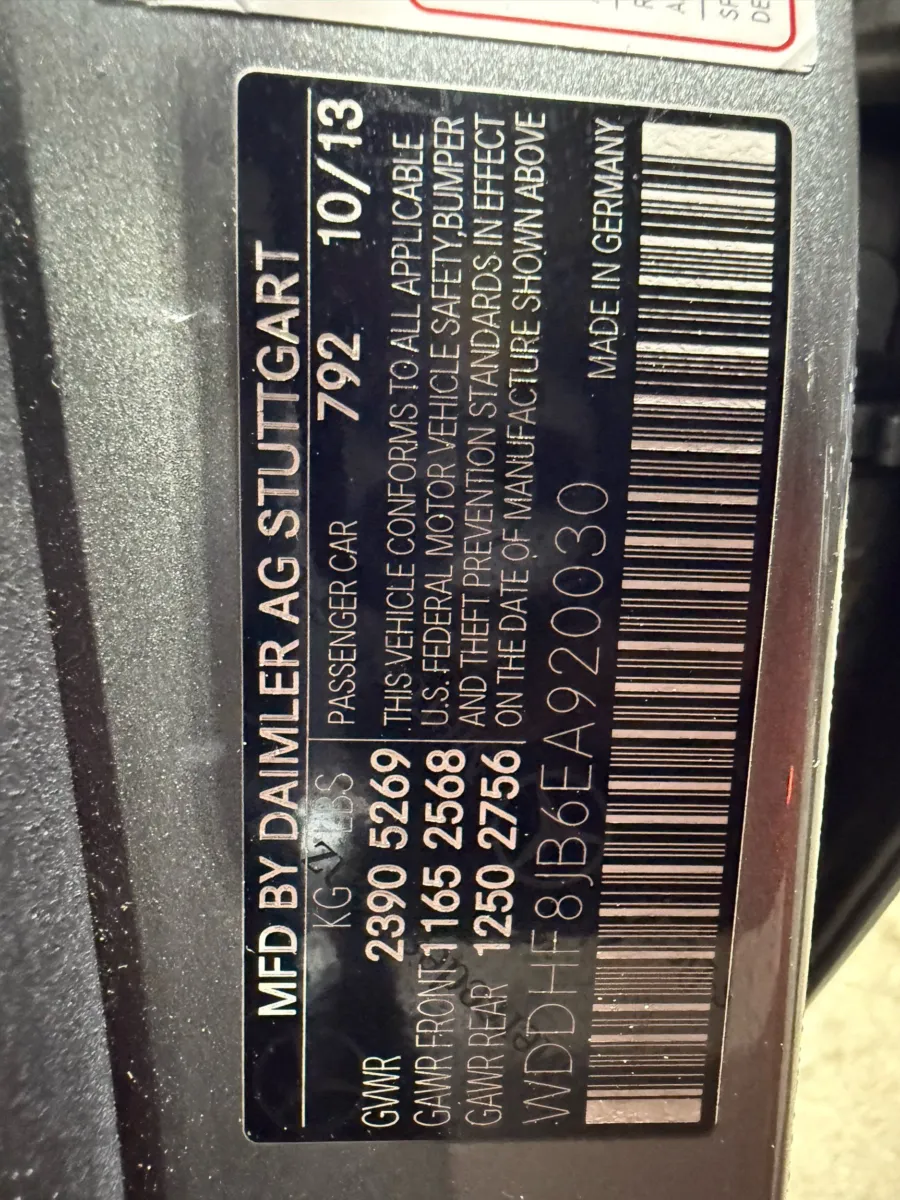 MFD BY DAIMLER AG STUTTGART
KG LBS
GVWR 2390 5269
GAWR FRONT 1165 2568
GAWR REAR 1250 2756
PASSENGER CAR 792 10/13
THIS VEHICLE CONFORMS TO ALL APPLICABLE
U.S. FEDERAL MOTOR VEHICLE SAFETY, BUMPER
AND THEFT PREVENTION STANDARDS IN EFFECT
ON THE DATE OF MANUFACTURE SHOWN ABOVE
WDDHF8JB6EA920030
MADE IN GERMANY